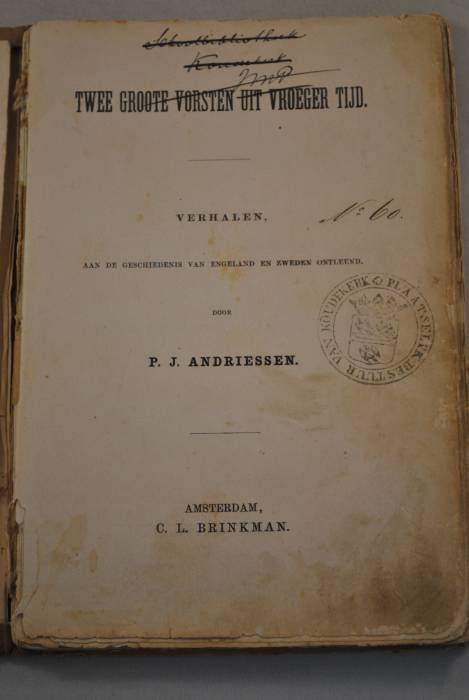 Schoolbibliotheek
Koudekerk
TWEE GROOTE VORSTEN UIT VROEGER TIJD.
VERHALEN,
No 60.
AAN DE GESCHIEDENIS VAN ENGELAND EN ZWEDEN ONTLEEND.
DOOR
PLAATSELIJK BESTUUR VAN KOUDEKERK
P. J. ANDRIESSEN.
AMSTERDAM,
C. L. BRINKMAN.